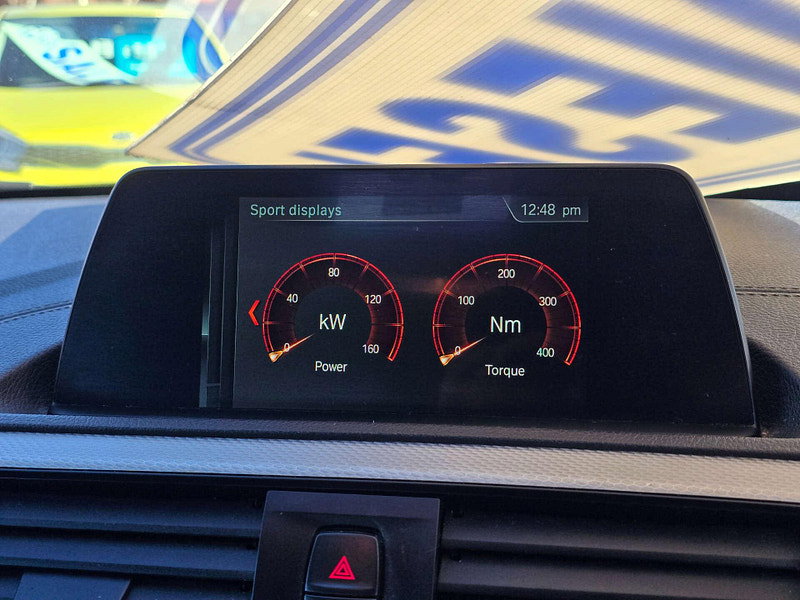 Sport displays 12:48 pm
80 200
40 120 100 300
kW Nm
0 160 0 400
Power Torque